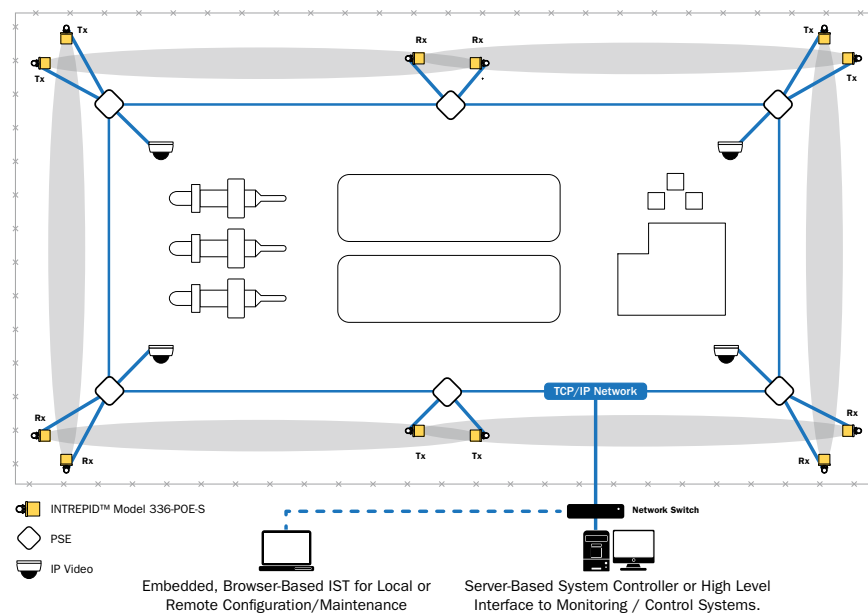 Tx
Rx
Rx
Tx
Tx
Tx
TCP/IP Network
Rx
Rx
Rx
Tx
Tx
Rx
Rx
INTREPID™ Model 336-POE-S
Network Switch
PSE
IP Video
Embedded, Browser-Based IST for Local or
Remote Configuration/Maintenance
Server-Based System Controller or High Level
Interface to Monitoring / Control Systems.